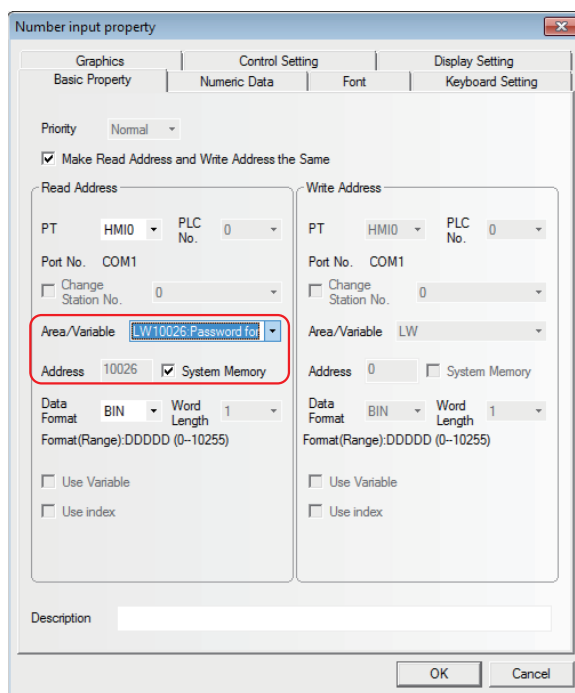 Number input property
Graphics Control Setting Display Setting
Basic Property Numeric Data Font Keyboard Setting
Priority Normal
Make Read Address and Write Address the Same
Read Address
PT HMI0 PLC No. 0
Port No. COM1
Change Station No. 0
Area/Variable LW10026:Password for
Address 10026 System Memory
Data Format BIN Word Length 1
Format(Range):DDDDD (0--10255)
Use Variable
Use index
Write Address
PT HMI0 PLC No. 0
Port No. COM1
Change Station No. 0
Area/Variable LW
Address 0 System Memory
Data Format BIN Word Length 1
Format(Range):DDDDD (0--10255)
Use Variable
Use index
Description
OK Cancel